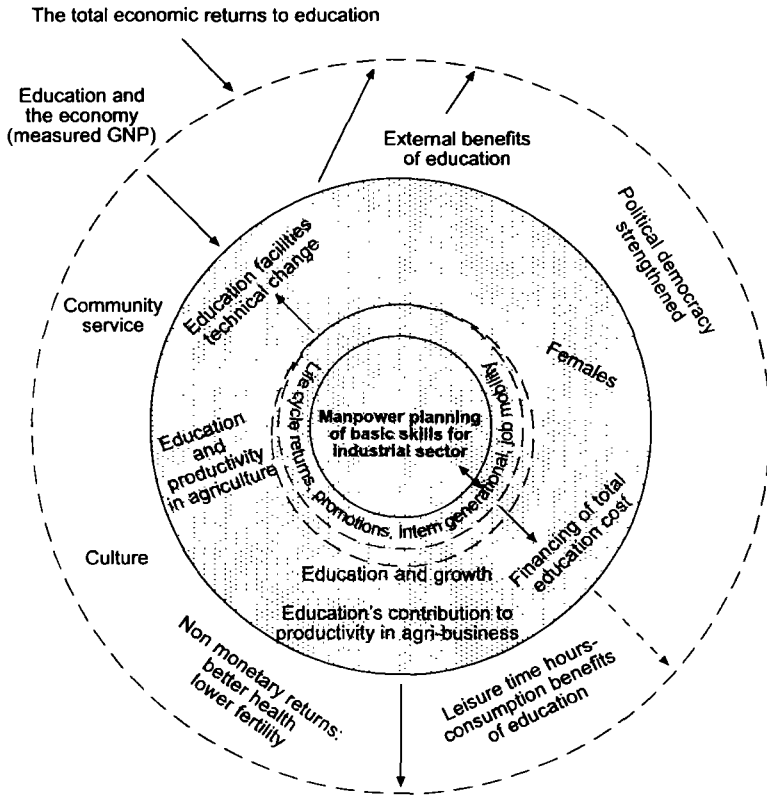 The total economic returns to education
Education and
the economy
(measured GNP)
External benefits
of education
Political democracy
strengthened
Education facilities
technical change
Community
service
Females
Life cycle returns, promotions, intern generational, job mobility
Manpower planning
of basic skills for
industrial sector
Education
and
productivity
in agriculture
Financing of total
education cost
Culture
Education and growth
Education's contribution to
productivity in agri-business
Non monetary returns:
better health
lower fertility
Leisure time hours-
consumption benefits
of education